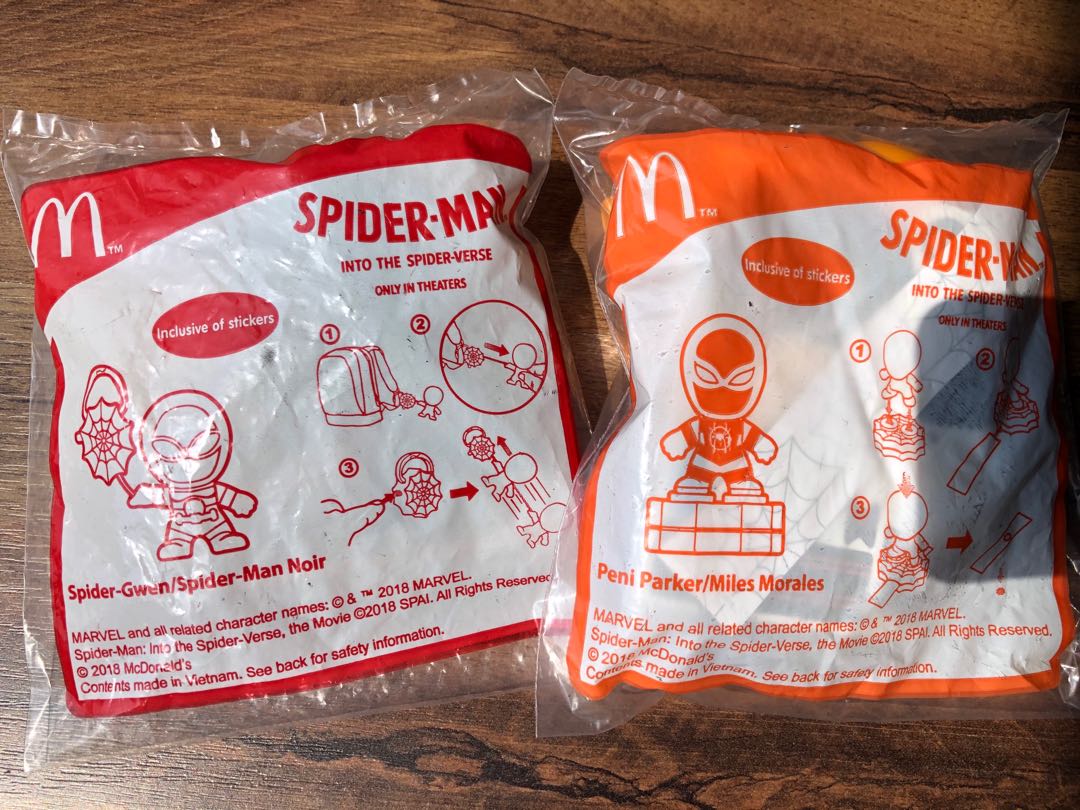 M™
SPIDER-MAN
INTO THE SPIDER-VERSE
ONLY IN THEATERS
Inclusive of stickers
1
2
3
Spider-Gwen/Spider-Man Noir
MARVEL and all related character names: © & ™ 2018 MARVEL.
Spider-Man: Into the Spider-Verse, the Movie ©2018 SPAI. All Rights Reserved
© 2018 McDonald's
Contents made in Vietnam. See back for safety information.
M™
SPIDER-MAN
INTO THE SPIDER-VERSE
ONLY IN THEATERS
Inclusive of stickers
1
2
3
Peni Parker/Miles Morales
MARVEL and all related character names: © & ™ 2018 MARVEL.
Spider-Man: Into the Spider-Verse, the Movie ©2018 SPAI. All Rights Reserved.
© 2018 McDonald's
Contents made in Vietnam. See back for safety information.